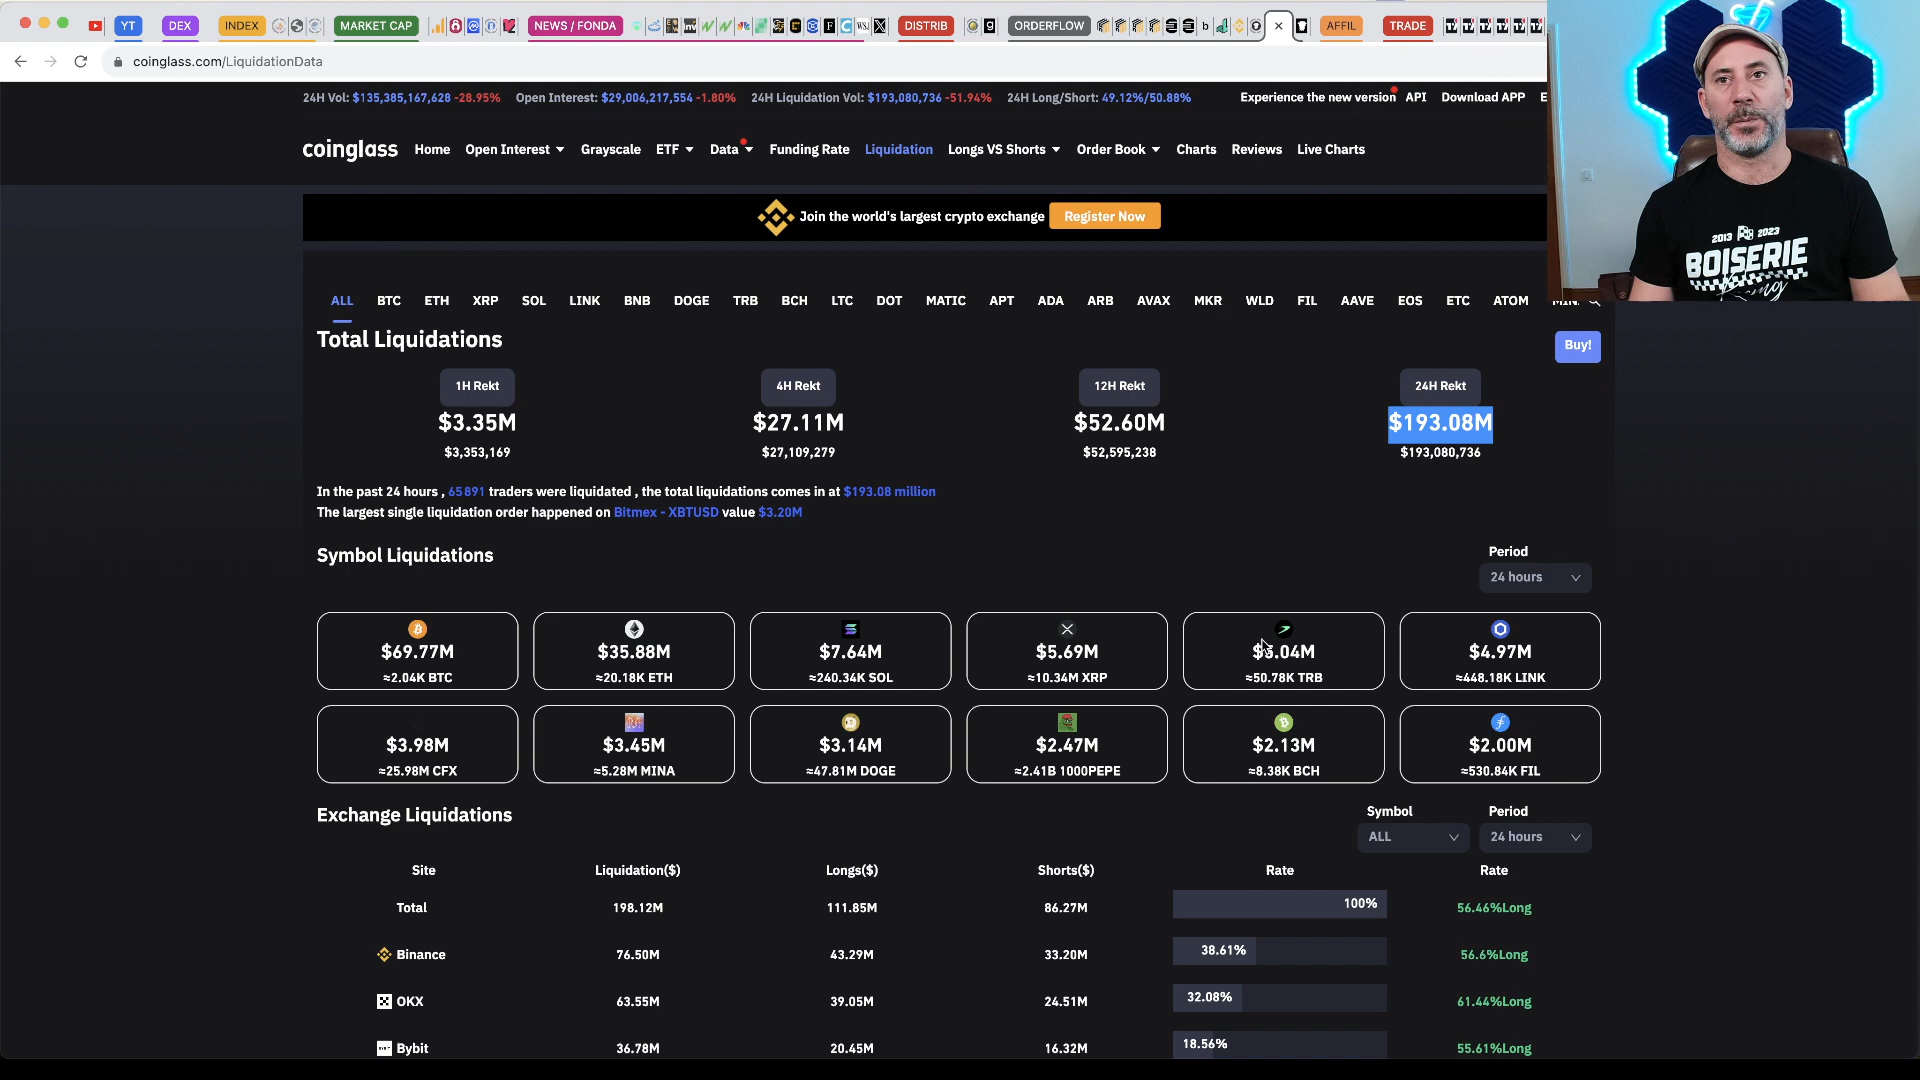 YT DEX INDEX MARKET CAP NEWS / FONDA DISTRIB ORDERFLOW AFFIL TRADE
coinglass.com/LiquidationData
24H Vol: $135,385,167,628 -28.95% Open Interest: $29,006,217,554 -1.80% 24H Liquidation Vol: $193,080,736 -51.94% 24H Long/Short: 49.12%/50.88% Experience the new version API Download APP E
coinglass Home Open Interest Grayscale ETF Data Funding Rate Liquidation Longs VS Shorts Order Book Charts Reviews Live Charts
Join the world's largest crypto exchange Register Now
2013 2023
BOISERIE
Racing
ALL BTC ETH XRP SOL LINK BNB DOGE TRB BCH LTC DOT MATIC APT ADA ARB AVAX MKR WLD FIL AAVE EOS ETC ATOM
Total Liquidations
Buy!
1H Rekt 4H Rekt 12H Rekt 24H Rekt
$3.35M $27.11M $52.60M $193.08M
$3,353,169 $27,109,279 $52,595,238 $193,080,736
In the past 24 hours , 65 891 traders were liquidated , the total liquidations comes in at $193.08 million
The largest single liquidation order happened on Bitmex - XBTUSD value $3.20M
Symbol Liquidations
Period
24 hours
$69.77M $35.88M $7.64M $5.69M $5.04M $4.97M
≈2.04K BTC ≈20.18K ETH ≈240.34K SOL ≈10.34M XRP ≈50.78K TRB ≈448.18K LINK
$3.98M $3.45M $3.14M $2.47M $2.13M $2.00M
≈25.98M CFX ≈5.28M MINA ≈47.81M DOGE ≈2.41B 1000PEPE ≈8.38K BCH ≈530.84K FIL
Exchange Liquidations
Symbol Period
ALL 24 hours
Site Liquidation($) Longs($) Shorts($) Rate Rate
Total 198.12M 111.85M 86.27M 100% 56.46%Long
Binance 76.50M 43.29M 33.20M 38.61% 56.6%Long
OKX 63.55M 39.05M 24.51M 32.08% 61.44%Long
Bybit 36.78M 20.45M 16.32M 18.56% 55.61%Long